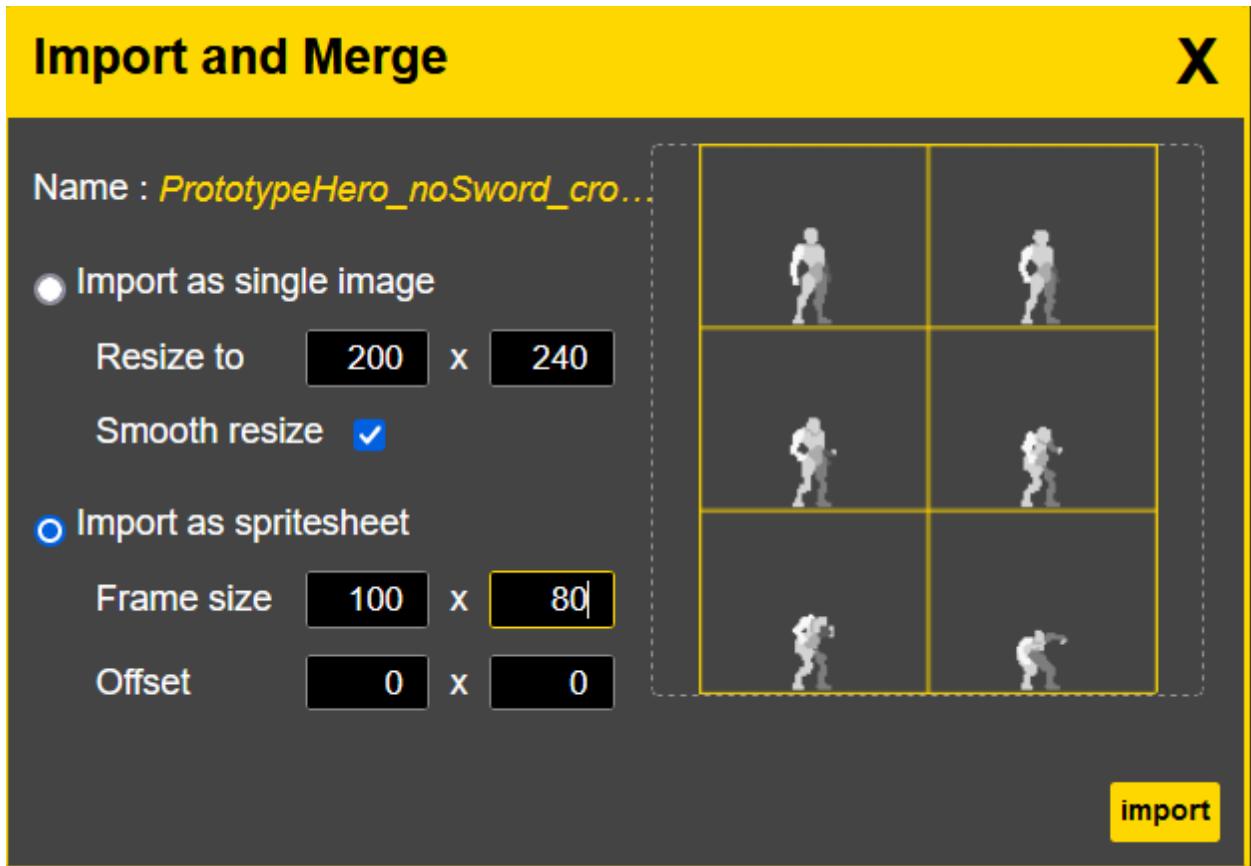 Import and Merge X
Name : PrototypeHero_noSword_cro...
Import as single image
Resize to 200 x 240
Smooth resize
Import as spritesheet
Frame size 100 x 80
Offset 0 x 0
import